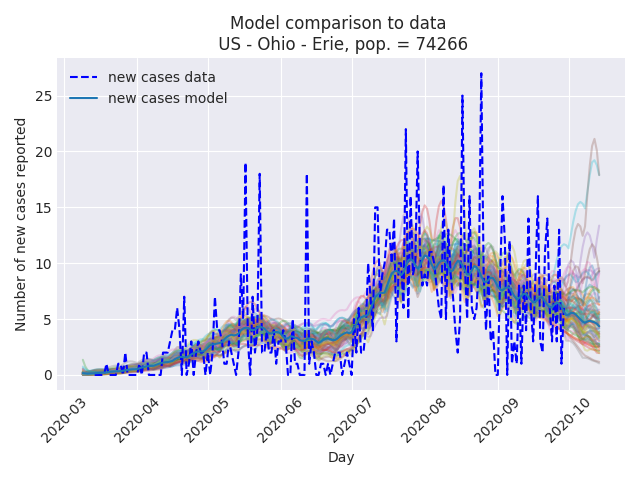 Model comparison to data
US - Ohio - Erie, pop. = 74266
new cases data
new cases model
Number of new cases reported
25
20
15
10
5
0
2020-03
2020-04
2020-05
2020-06
2020-07
2020-08
2020-09
2020-10
Day